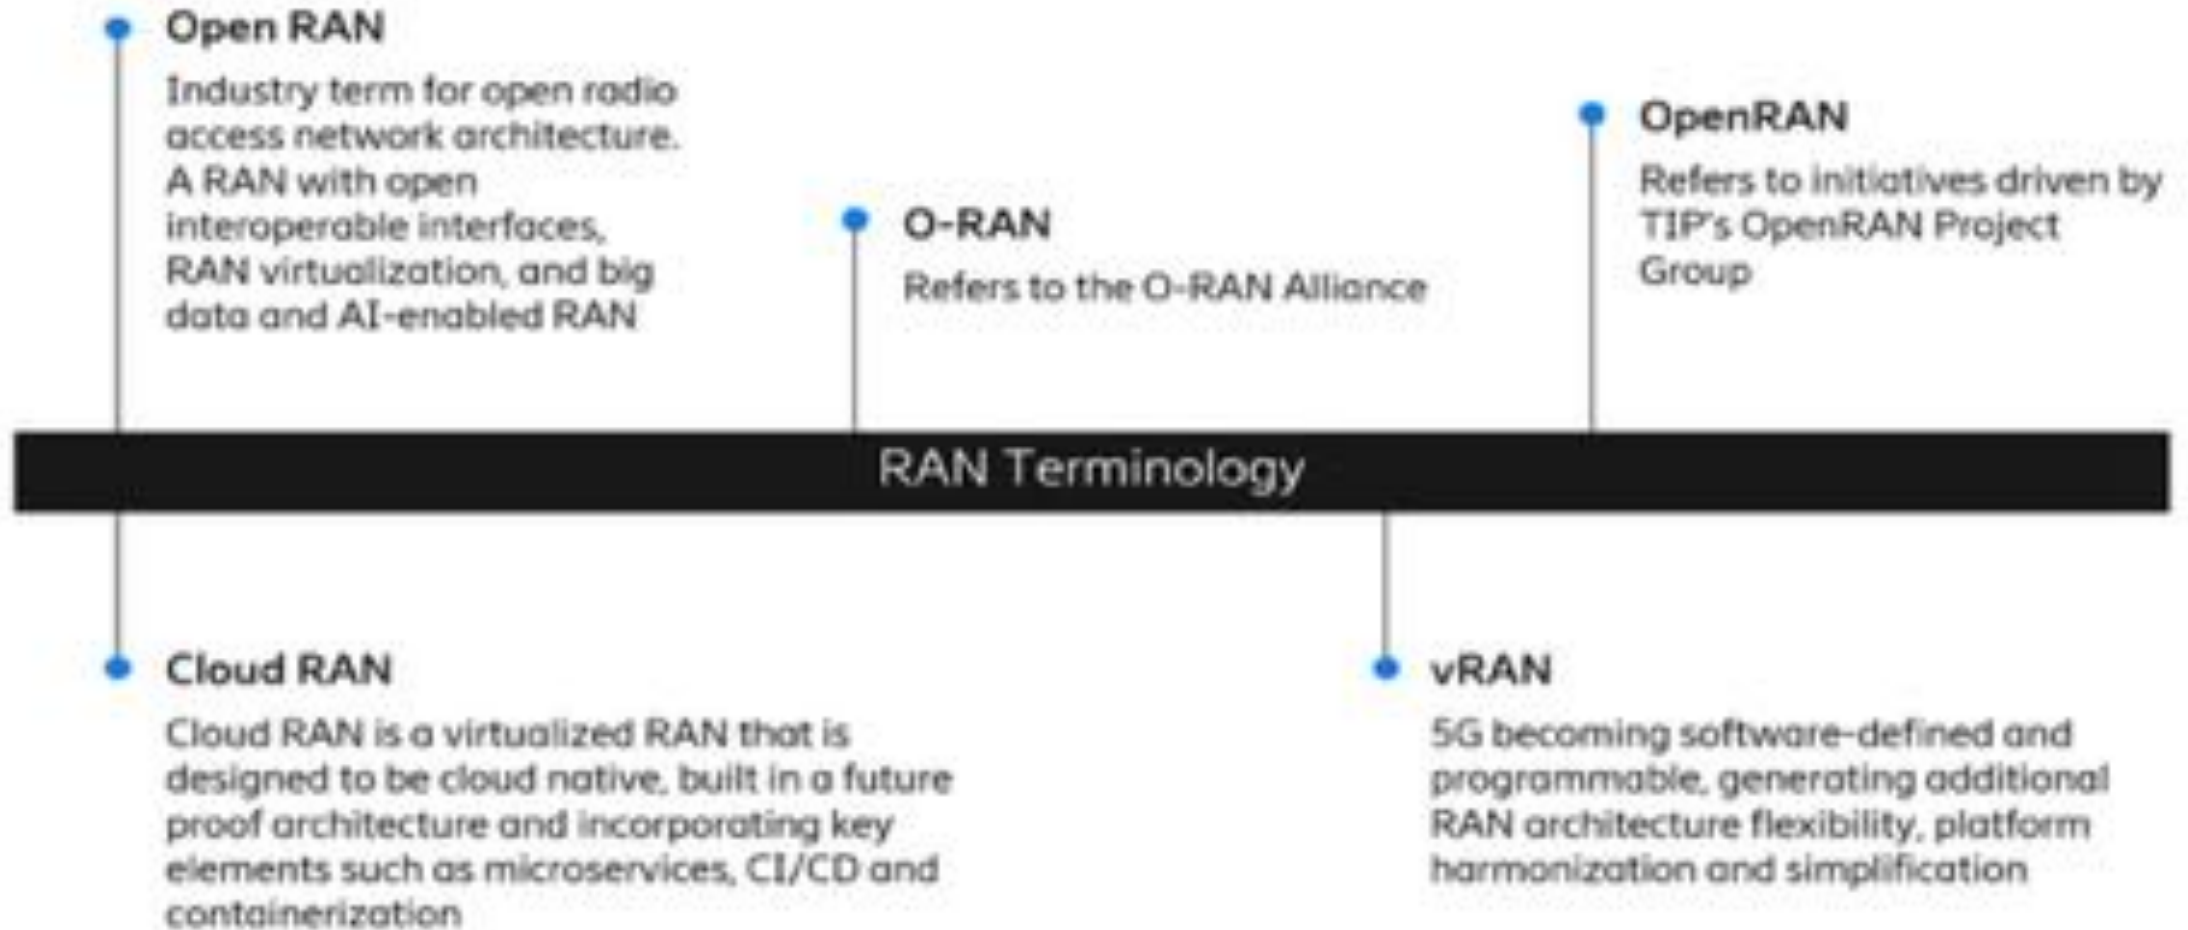 Open RAN
Industry term for open radio
access network architecture.
A RAN with open
interoperable interfaces,
RAN virtualization, and big
data and AI-enabled RAN
O-RAN
Refers to the O-RAN Alliance
OpenRAN
Refers to initiatives driven by
TIP's OpenRAN Project
Group
RAN Terminology
Cloud RAN
Cloud RAN is a virtualized RAN that is
designed to be cloud native, built in a future
proof architecture and incorporating key
elements such as microservices, CI/CD and
containerization
vRAN
5G becoming software-defined and
programmable, generating additional
RAN architecture flexibility, platform
harmonization and simplification